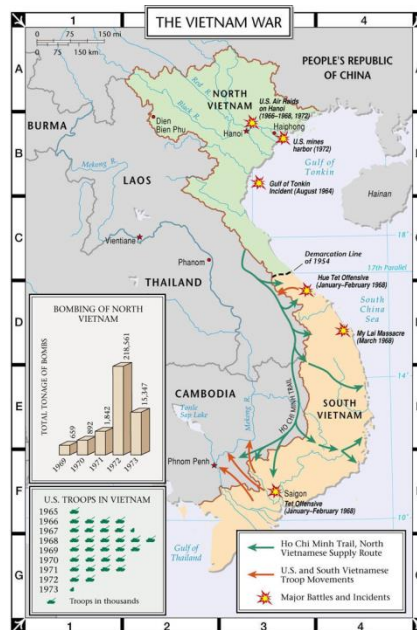 THE VIETNAM WAR
1
2
4
0 75 150 mi
0 75 150 km
A
B
C
D
E
F
G
A
B
C
D
E
F
G
PEOPLE'S REPUBLIC
OF CHINA
NORTH
VIETNAM
Red R.
Black R.
U.S. Air Raids
on Hanoi
(1966–1968, 1972)
Dien
Bien Phu
Hanoi
Haiphong
U.S. mines
harbor (1972)
BURMA
Mekong R.
LAOS
Gulf of
Tonkin
Gulf of Tonkin
Incident (August 1964)
Hainan
Vientiane
Phanom
18°
Demarcation Line
of 1954
17th Parallel
THAILAND
Hue Tet Offensive
(January–February 1968)
South
China
Sea
My Lai Massacre
(March 1968)
CAMBODIA
Tonle
Sap Lake
Mekong R.
HO CHI MINH TRAIL
SOUTH
VIETNAM
14°
Phnom Penh
Saigon
Tet Offensive
(January–February 1968)
Gulf of
Thailand
10°N
BOMBING OF NORTH
VIETNAM
TOTAL TONAGE OF BOMBS
659
892
1,842
218,561
15,347
1969
1970
1971
1972
1973
U.S. TROOPS IN VIETNAM
1965
1966
1967
1968
1969
1970
1971
1972
1973
Troops in thousands
Ho Chi Minh Trail, North
Vietnamese Supply Route
U.S. and South Vietnamese
Troop Movements
Major Battles and Incidents
1
2
3
4